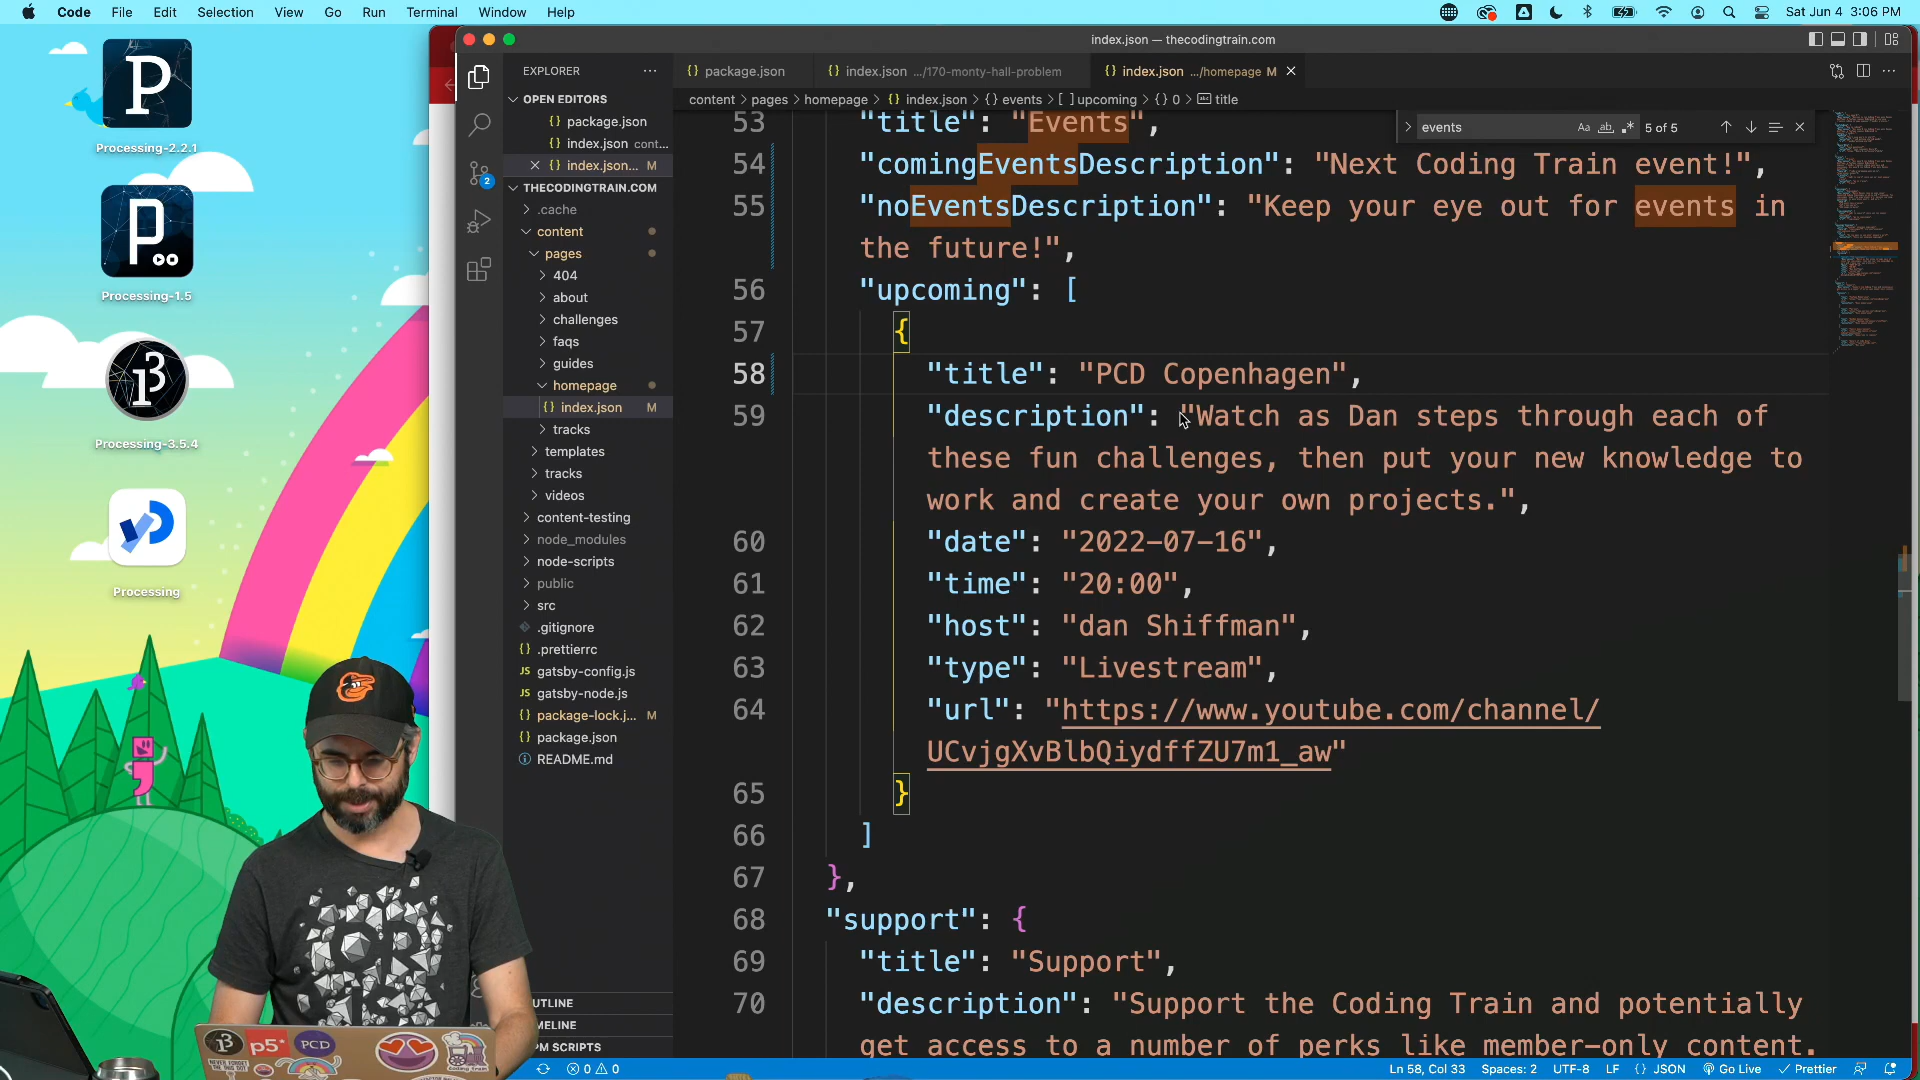 Code File Edit Selection View Go Run Terminal Window Help
Sat Jun 4 3:06 PM
index.json — thecodingtrain.com
Processing-2.2.1
Processing-1.5
Processing-3.5.4
Processing
EXPLORER
OPEN EDITORS
package.json
index.json cont...
index.json... M
THECODINGTRAIN.COM
.cache
content
pages
404
about
challenges
faqs
guides
homepage
index.json M
tracks
templates
tracks
videos
content-testing
node_modules
node-scripts
public
src
.gitignore
.prettierrc
gatsby-config.js
gatsby-node.js
package-lock.j... M
package.json
README.md
UTLINE
MELINE
PM SCRIPTS
package.json
index.json .../170-monty-hall-problem
index.json .../homepage M
content > pages > homepage > {} index.json > {} events > [ ] upcoming > {} 0 > title
events
5 of 5
53 "title": "Events",
54 "comingEventsDescription": "Next Coding Train event!",
55 "noEventsDescription": "Keep your eye out for events in
the future!",
56 "upcoming": [
57 {
58 "title": "PCD Copenhagen",
59 "description": "Watch as Dan steps through each of
these fun challenges, then put your new knowledge to
work and create your own projects.",
60 "date": "2022-07-16",
61 "time": "20:00",
62 "host": "dan Shiffman",
63 "type": "Livestream",
64 "url": "https://www.youtube.com/channel/
UCvjgXvBlbQiydffZU7m1_aw"
65 }
66 ]
67 },
68 "support": {
69 "title": "Support",
70 "description": "Support the Coding Train and potentially
get access to a number of perks like member-only content.
0 0
Ln 58, Col 33 Spaces: 2 UTF-8 LF {} JSON Go Live Prettier
p5*
PCD